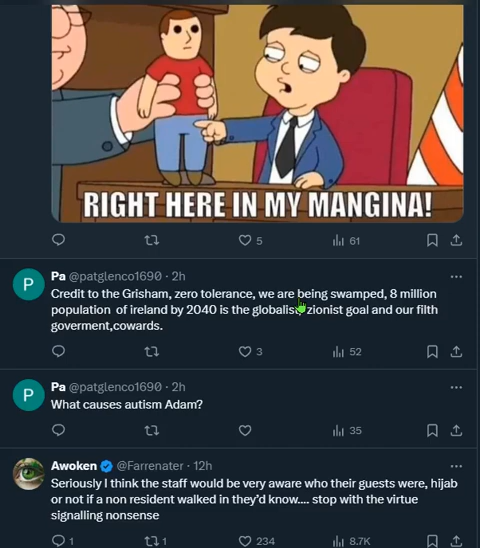 RIGHT HERE IN MY MANGINA!
5
61
Pa @patglenco1690 · 2h
Credit to the Grisham, zero tolerance, we are being swamped, 8 million
population of ireland by 2040 is the globalist, zionist goal and our filth
goverment,cowards.
3
52
Pa @patglenco1690 · 2h
What causes autism Adam?
35
Awoken @Farrenater · 12h
Seriously I think the staff would be very aware who their guests were, hijab
or not if a non resident walked in they'd know.... stop with the virtue
signalling nonsense
1
1
234
8.7K